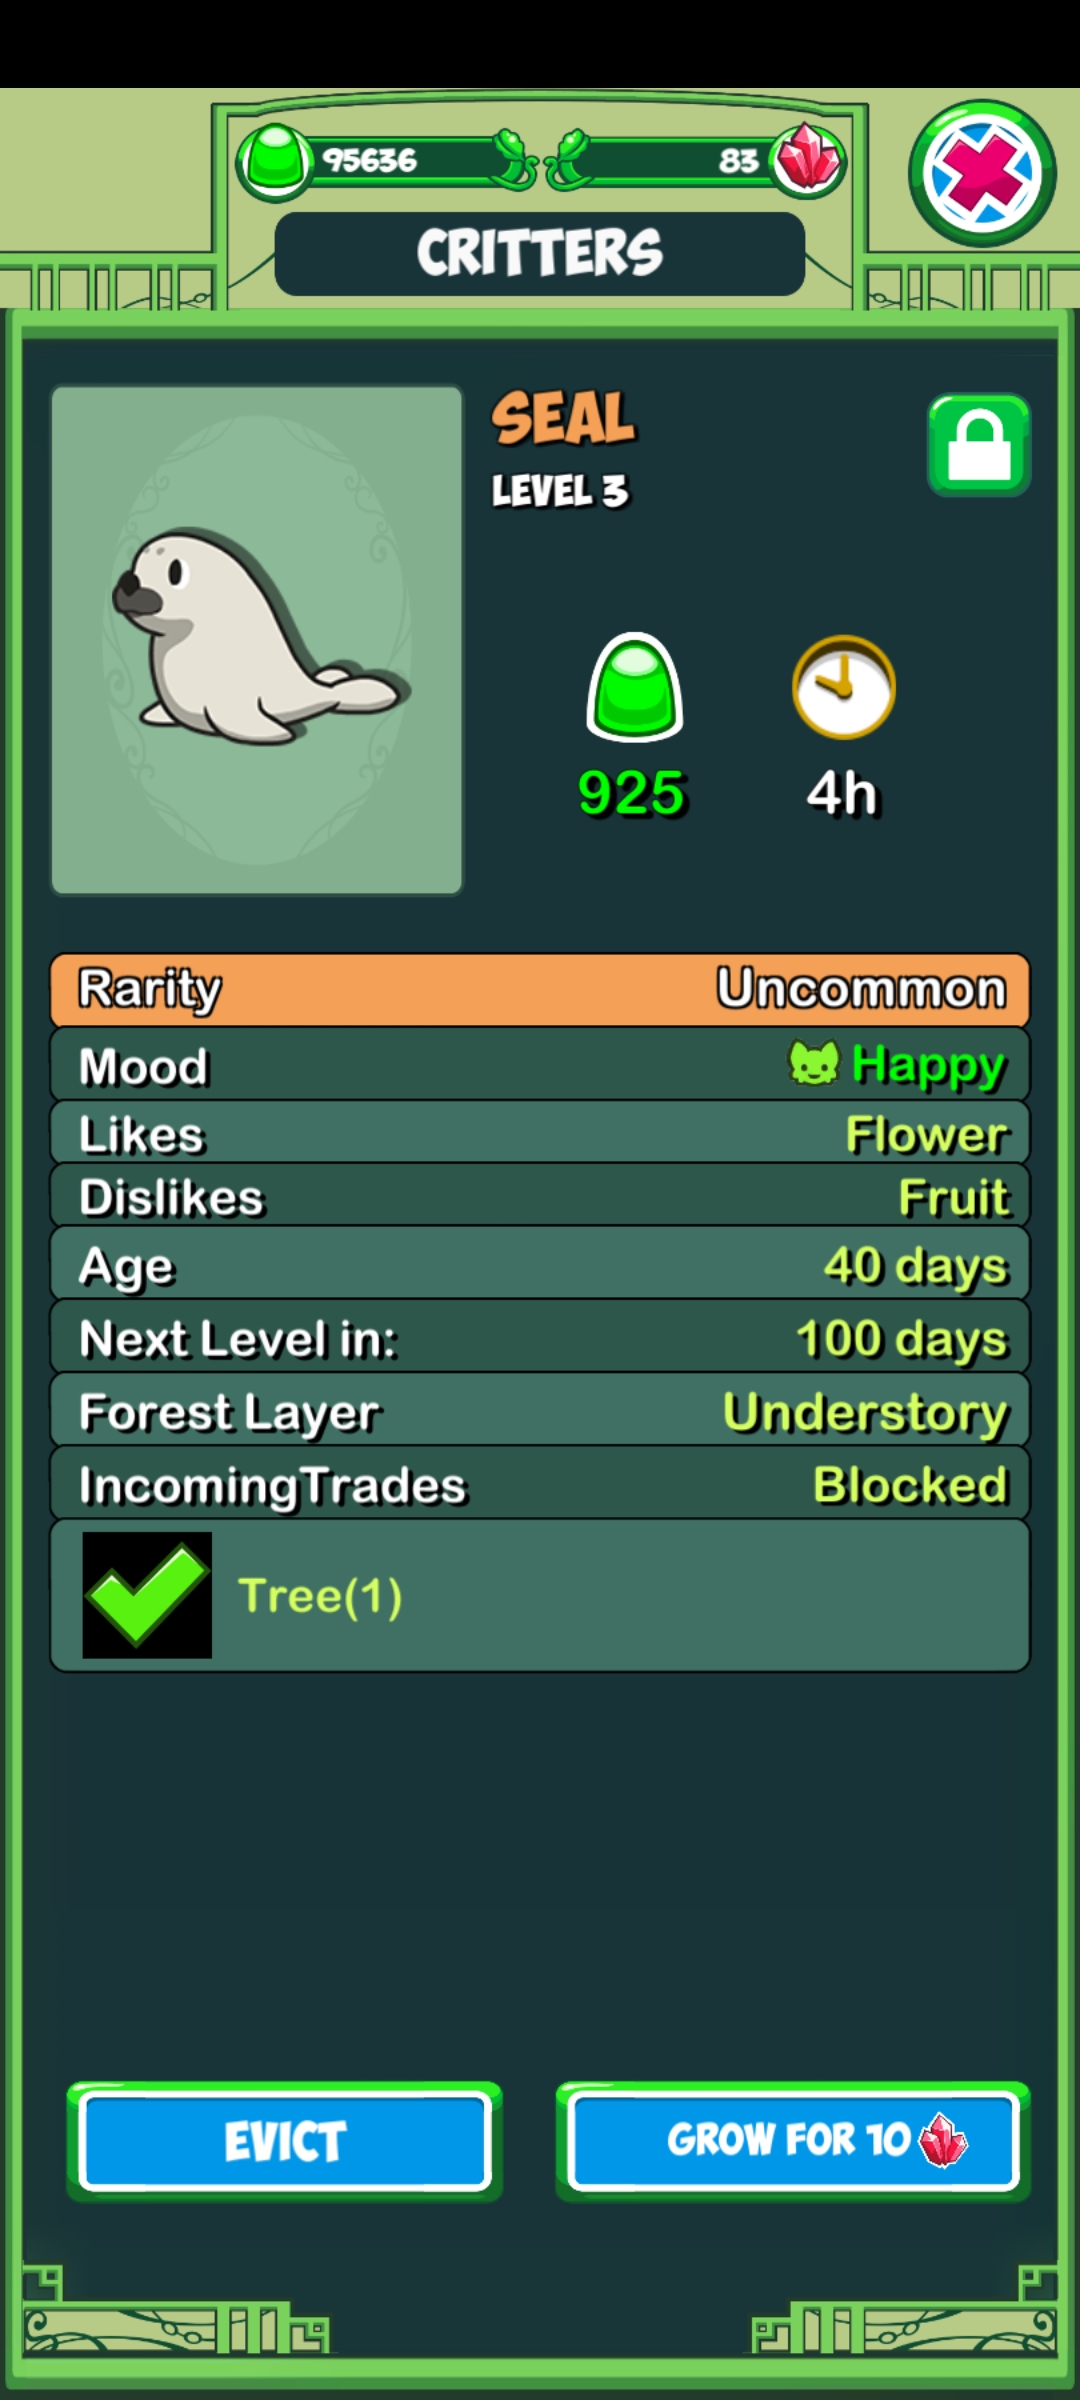 95636 83
CRITTERS
SEAL
LEVEL 3
925 4h
Rarity Uncommon
Mood Happy
Likes Flower
Dislikes Fruit
Age 40 days
Next Level in: 100 days
Forest Layer Understory
IncomingTrades Blocked
Tree(1)
EVICT GROW FOR 10